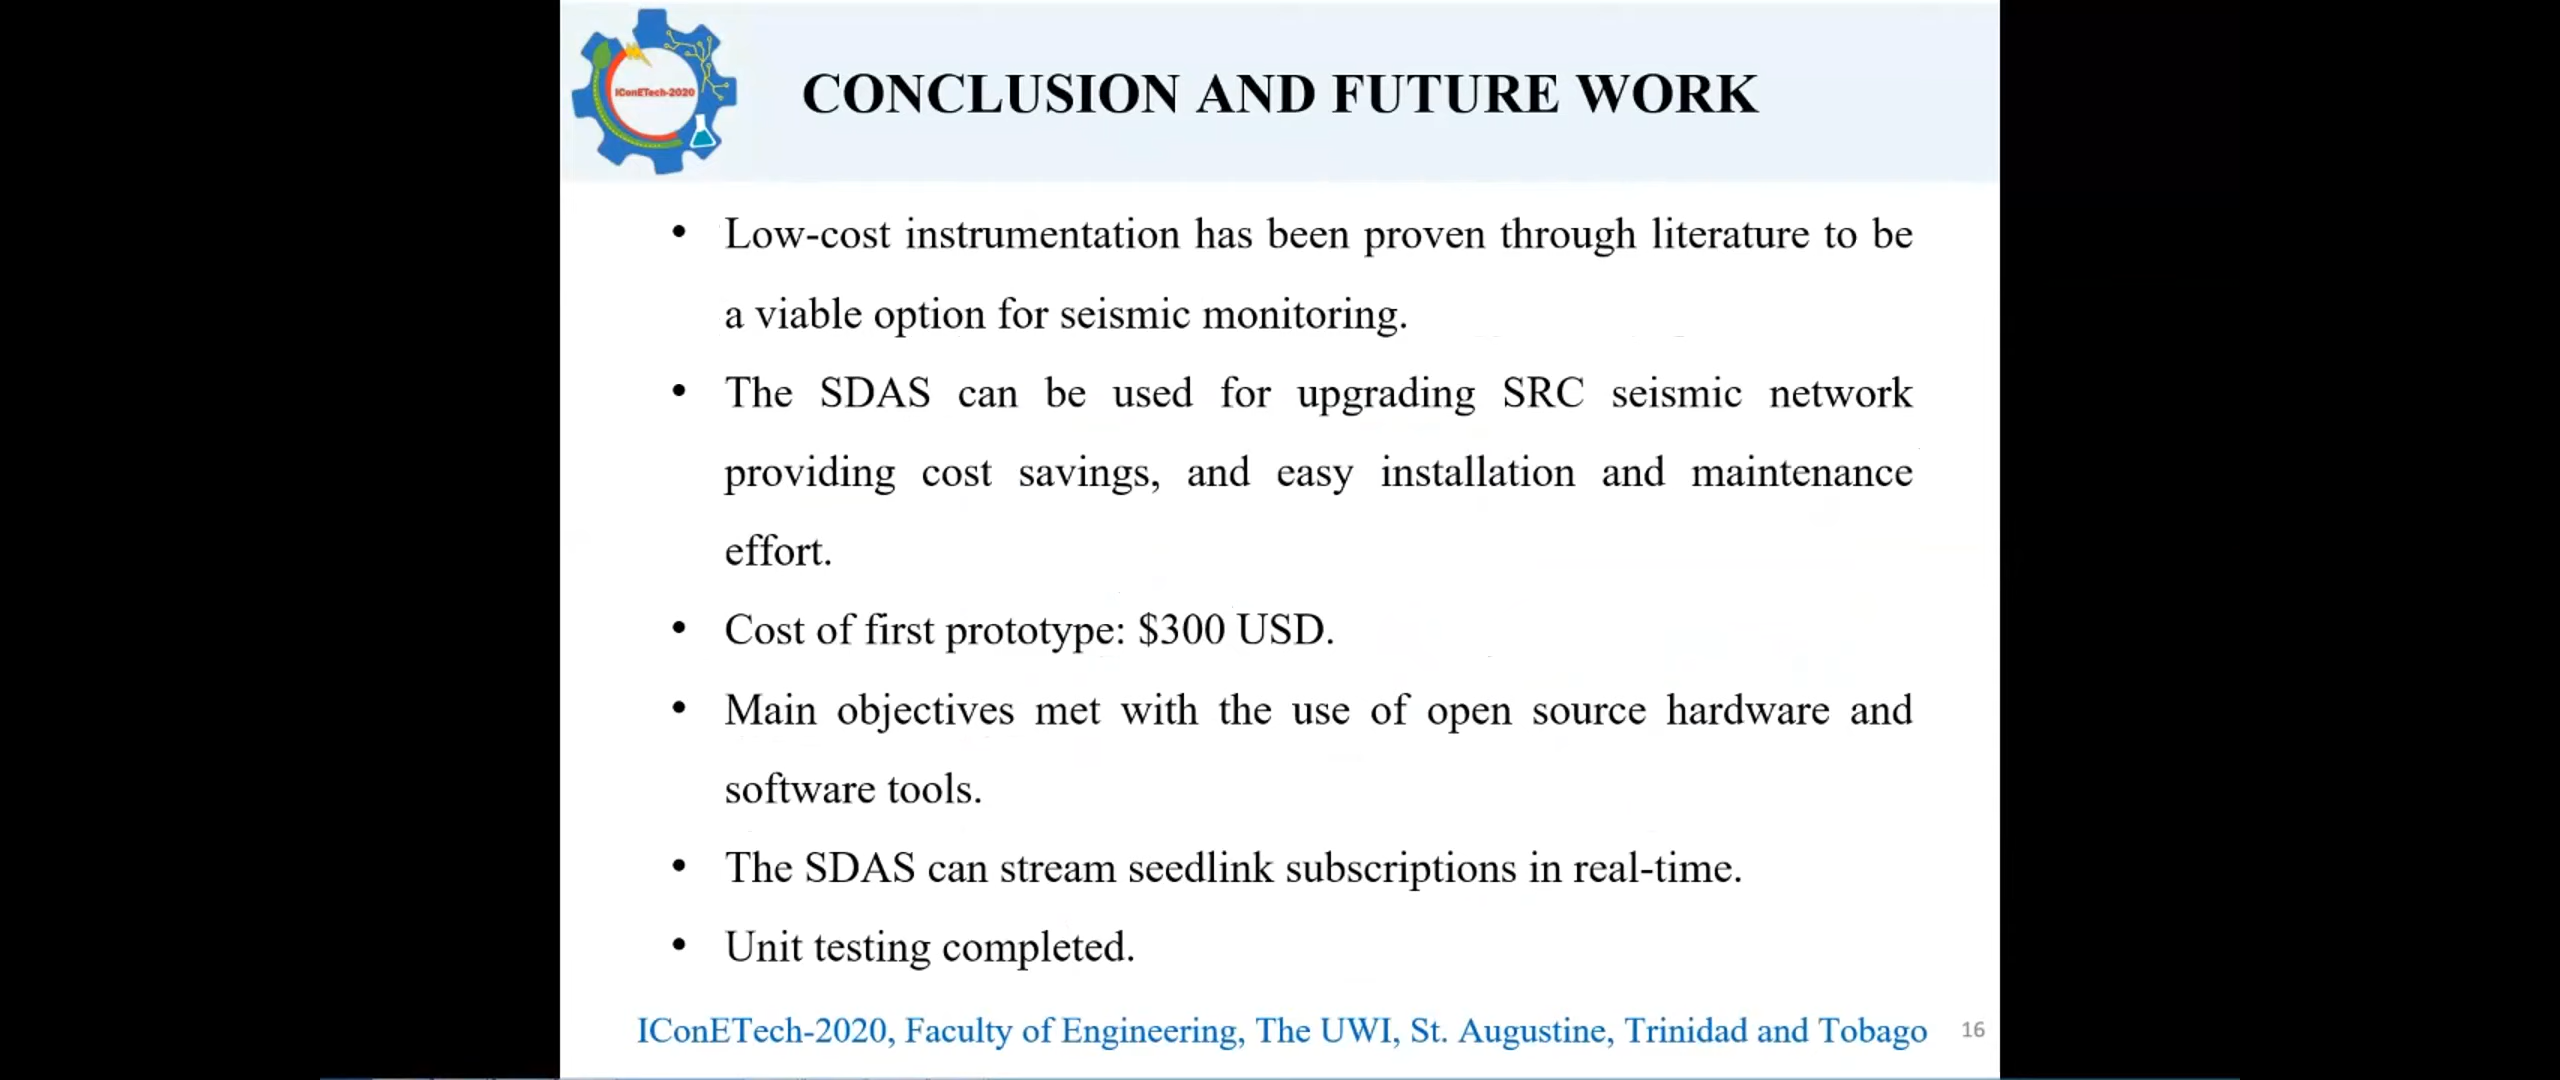 IConETech-2020
CONCLUSION AND FUTURE WORK
• Low-cost instrumentation has been proven through literature to be
a viable option for seismic monitoring.
• The SDAS can be used for upgrading SRC seismic network
providing cost savings, and easy installation and maintenance
effort.
• Cost of first prototype: $300 USD.
• Main objectives met with the use of open source hardware and
software tools.
• The SDAS can stream seedlink subscriptions in real-time.
• Unit testing completed.
IConETech-2020, Faculty of Engineering, The UWI, St. Augustine, Trinidad and Tobago 16